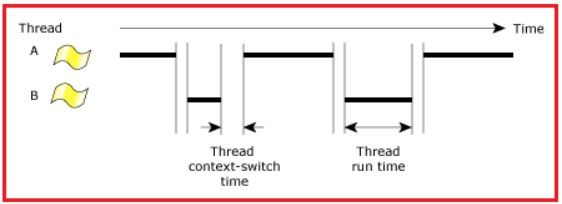 Thread
Time
A
B
Thread
context-switch
time
Thread
run time